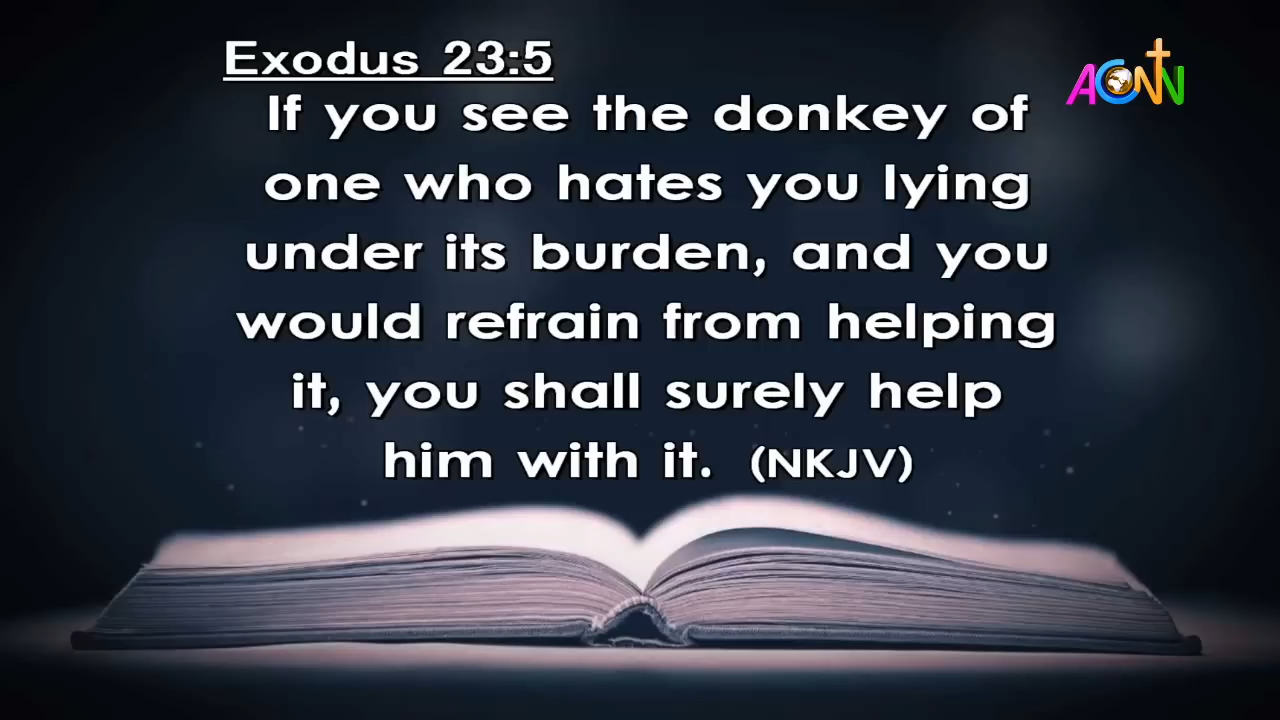 Exodus 23:5
ACNN
If you see the donkey of
one who hates you lying
under its burden, and you
would refrain from helping
it, you shall surely help
him with it. (NKJV)